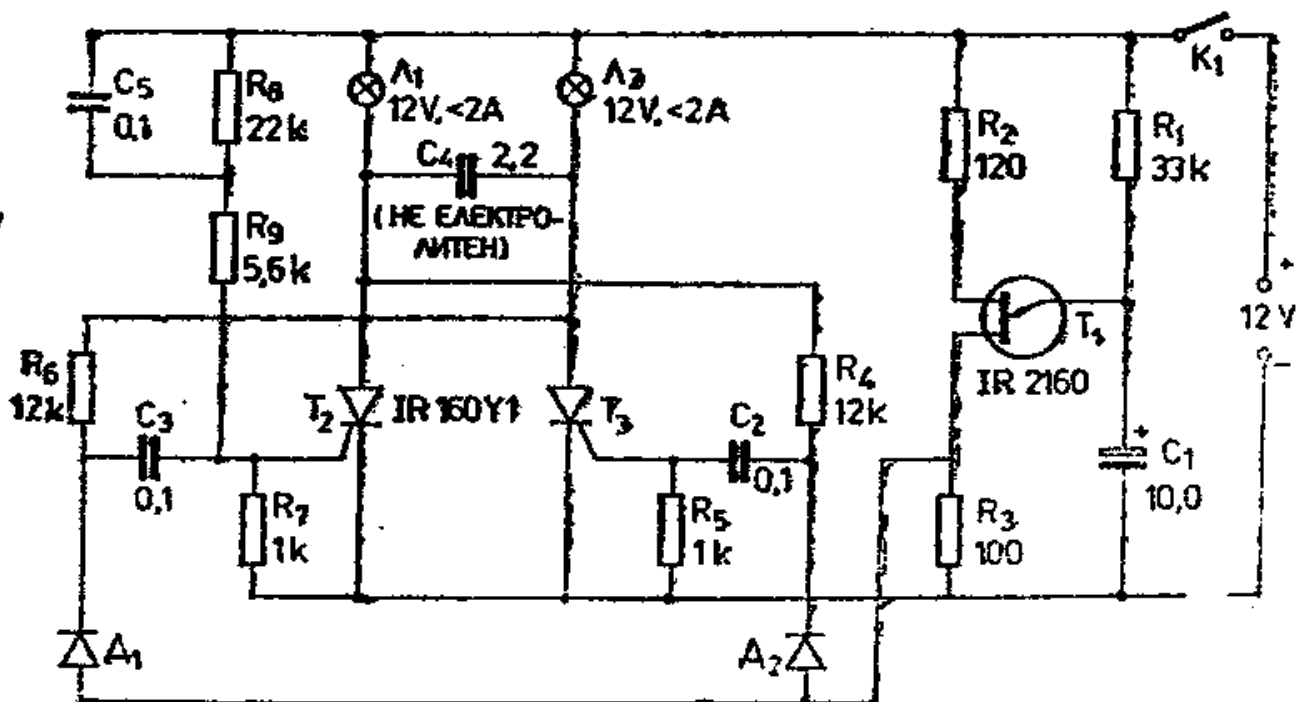 C5
0,1
R8
22k
Λ1
12V,<2A
Λ2
12V,<2A
R2
120
R1
33k
K1
C4 2,2
(НЕ ЕЛЕКТРО-
ЛИТЕН)
R9
5,6k
+
12 V
-
T1
IR 2160
R6
12k
C3
0,1
T2
IR 160Y1
T3
C2
0,1
R4
12k
R7
1k
R5
1k
R3
100
+
C1
10,0
Д1
Д2